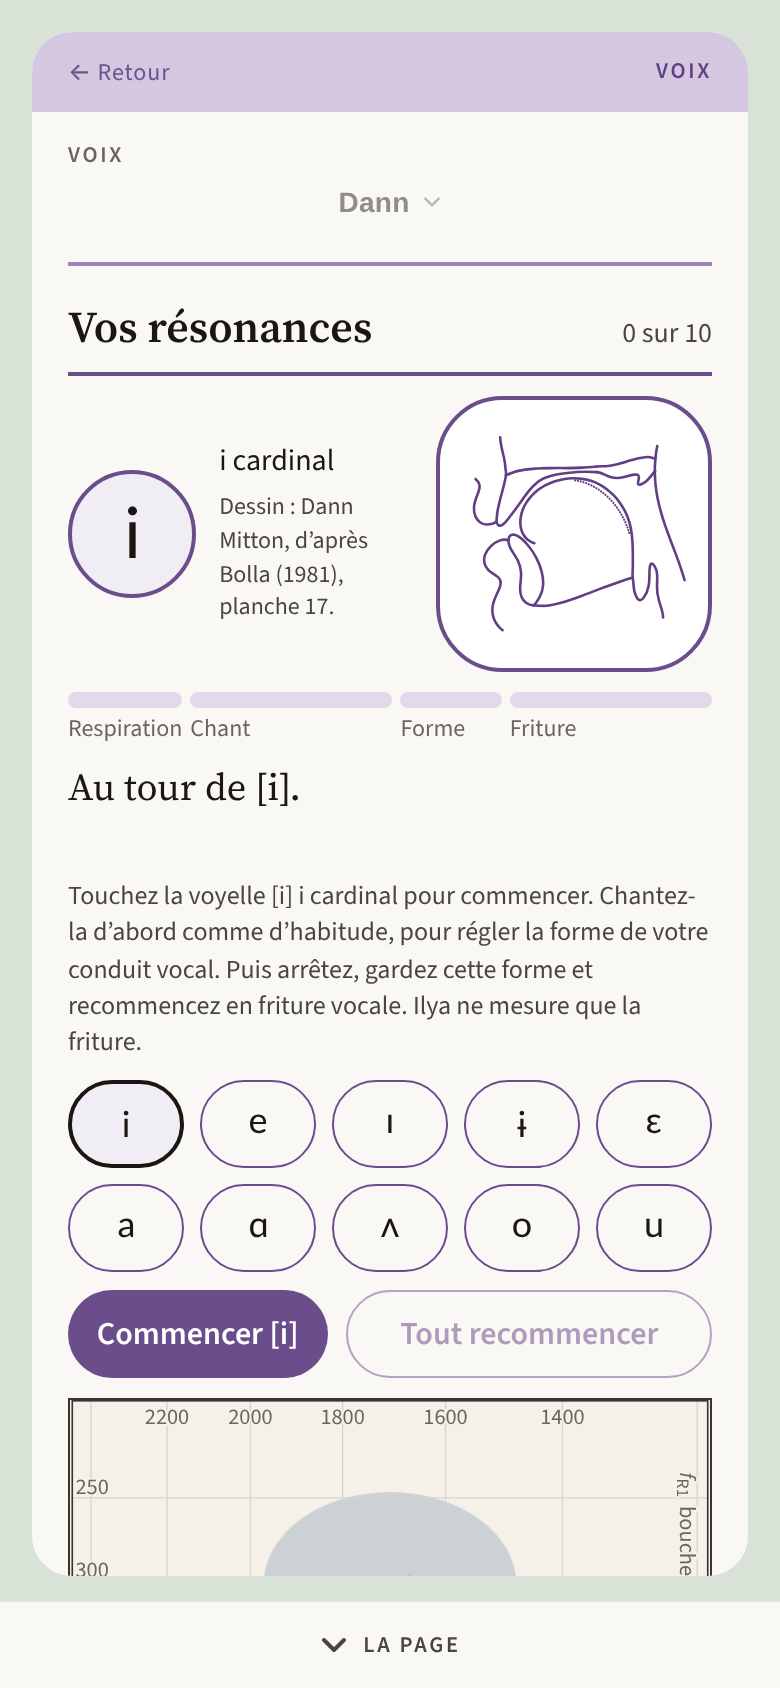 ← Retour
VOIX
VOIX
Dann
Vos résonances
0 sur 10
i
i cardinal
Dessin : Dann
Mitton, d’après
Bolla (1981),
planche 17.
Respiration Chant Forme Friture
Au tour de [i].
Touchez la voyelle [i] i cardinal pour commencer. Chantez-
la d’abord comme d’habitude, pour régler la forme de votre
conduit vocal. Puis arrêtez, gardez cette forme et
recommencez en friture vocale. Ilya ne mesure que la
friture.
i e ɪ ɨ ɛ
a ɑ ʌ o u
Commencer [i] Tout recommencer
2200 2000 1800 1600 1400
250
300
fR1 bouche
LA PAGE